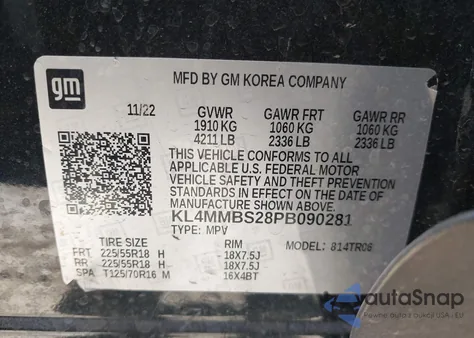 gm
MFD BY GM KOREA COMPANY
11/22 GVWR GAWR FRT GAWR RR
1910 KG 1060 KG 1060 KG
4211 LB 2336 LB 2336 LB
THIS VEHICLE CONFORMS TO ALL
APPLICABLE U.S. FEDERAL MOTOR
VEHICLE SAFETY AND THEFT PREVENTION
STANDARDS IN EFFECT ON THE DATE OF
MANUFACTURE SHOWN ABOVE.
KL4MMBS28PB090281
TYPE: MPV
TIRE SIZE RIM MODEL: 814TR06
FRT 225/55R18 H 18X7.5J
RR 225/55R18 H 18X7.5J
SPA T125/70R16 M 16X4BT
autaSnap